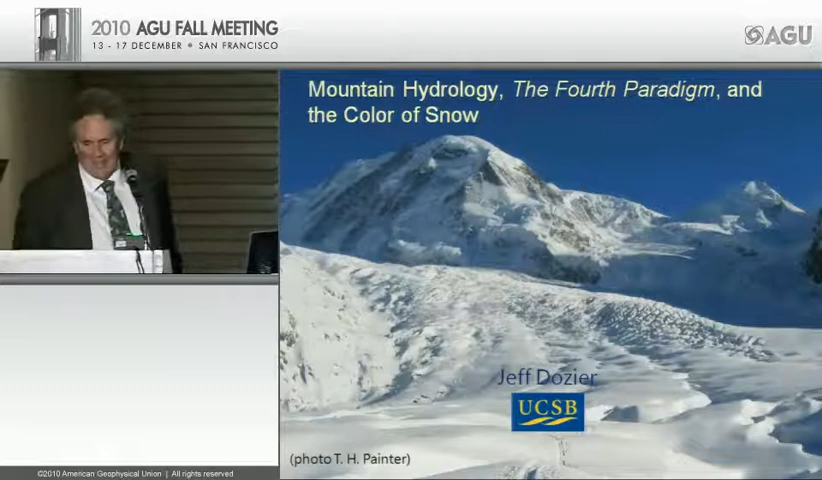 2010 AGU FALL MEETING
13 - 17 DECEMBER • SAN FRANCISCO
AGU
Mountain Hydrology, The Fourth Paradigm, and
the Color of Snow
Jeff Dozier
UCSB
(photo T. H. Painter)
©2010 American Geophysical Union | All rights reserved